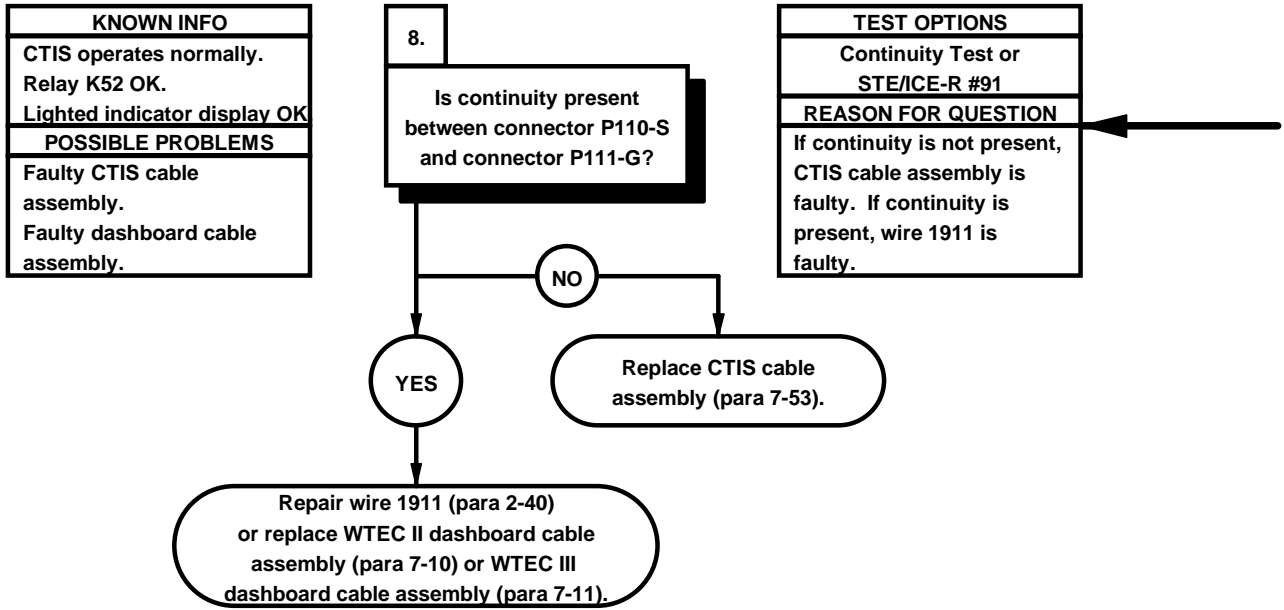 KNOWN INFO
CTIS operates normally.
Relay K52 OK.
Lighted indicator display OK
POSSIBLE PROBLEMS
Faulty CTIS cable
assembly.
Faulty dashboard cable
assembly.
8.
Is continuity present
between connector P110-S
and connector P111-G?
TEST OPTIONS
Continuity Test or
STE/ICE-R #91
REASON FOR QUESTION
If continuity is not present,
CTIS cable assembly is
faulty. If continuity is
present, wire 1911 is
faulty.
NO
YES
Replace CTIS cable
assembly (para 7-53).
Repair wire 1911 (para 2-40)
or replace WTEC II dashboard cable
assembly (para 7-10) or WTEC III
dashboard cable assembly (para 7-11).